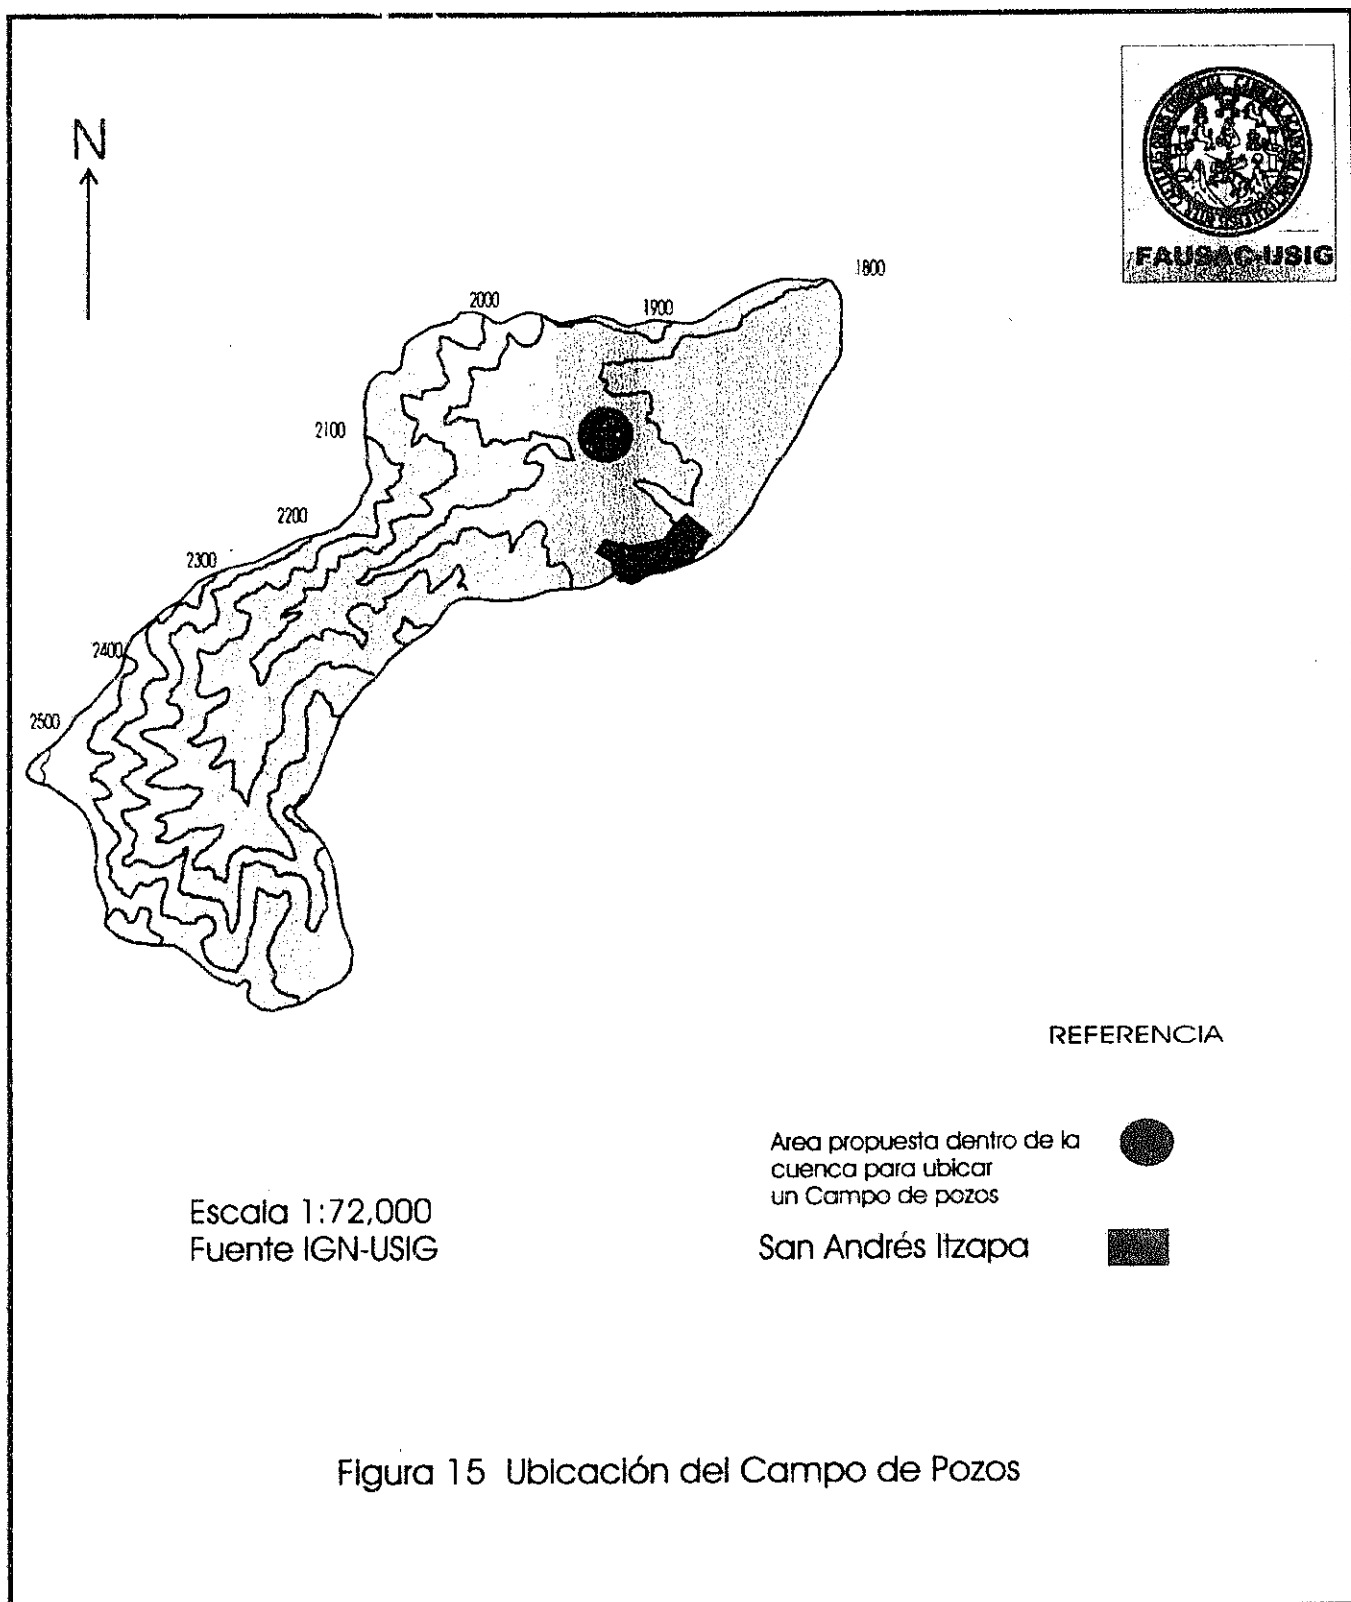 N
FAUSAC-USIG
1800
2000
1900
2100
2200
2300
2400
2500
REFERENCIA
Area propuesta dentro de la
cuenca para ubicar
un Campo de pozos
Escala 1:72,000
Fuente IGN-USIG
San Andrés Itzapa
Figura 15 Ubicación del Campo de Pozos